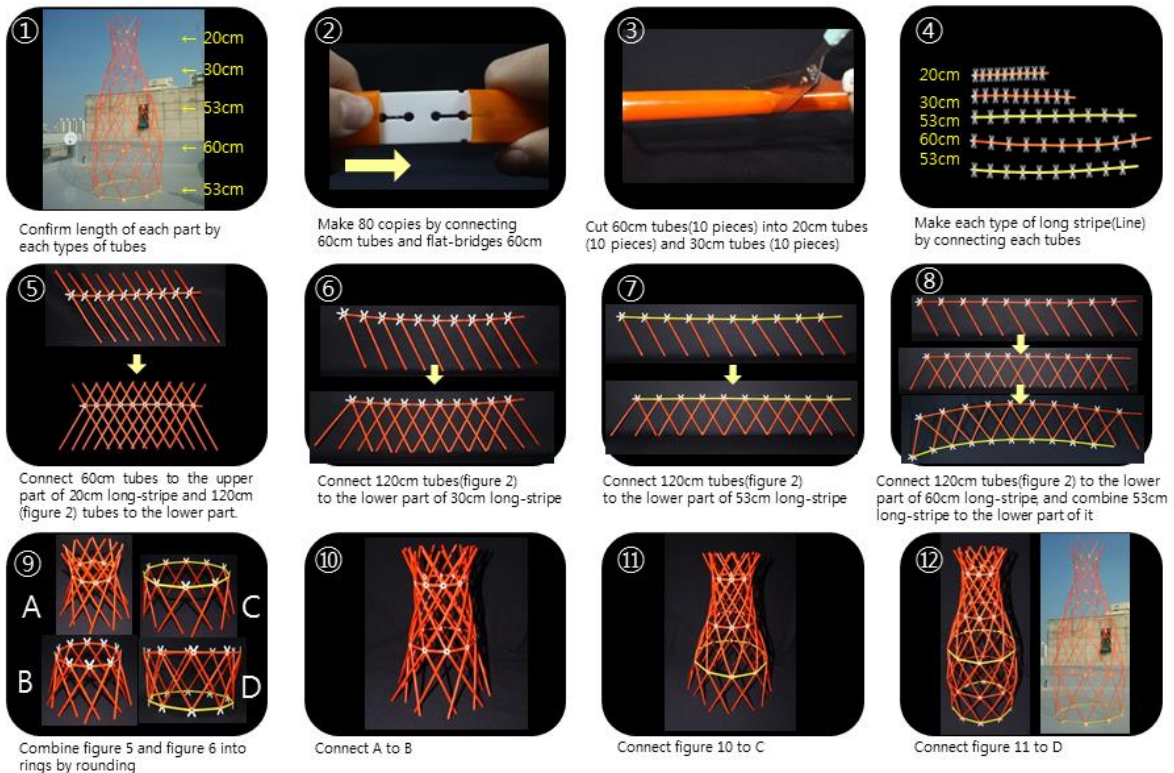 ①
← 20cm
← 30cm
← 53cm
← 60cm
← 53cm
Confirm length of each part by
each types of tubes
②
Make 80 copies by connecting
60cm tubes and flat-bridges 60cm
③
Cut 60cm tubes(10 pieces) into 20cm tubes
(10 pieces) and 30cm tubes (10 pieces)
④
20cm
30cm
53cm
60cm
53cm
Make each type of long stripe(Line)
by connecting each tubes
⑤
Connect 60cm tubes to the upper
part of 20cm long-stripe and 120cm
(figure 2) tubes to the lower part.
⑥
Connect 120cm tubes(figure 2)
to the lower part of 30cm long-stripe
⑦
Connect 120cm tubes(figure 2)
to the lower part of 53cm long-stripe
⑧
Connect 120cm tubes(figure 2) to the lower
part of 60cm long-stripe, and combine 53cm
long-stripe to the lower part of it
⑨
A
C
B
D
Combine figure 5 and figure 6 into
rings by rounding
⑩
Connect A to B
⑪
Connect figure 10 to C
⑫
Connect figure 11 to D